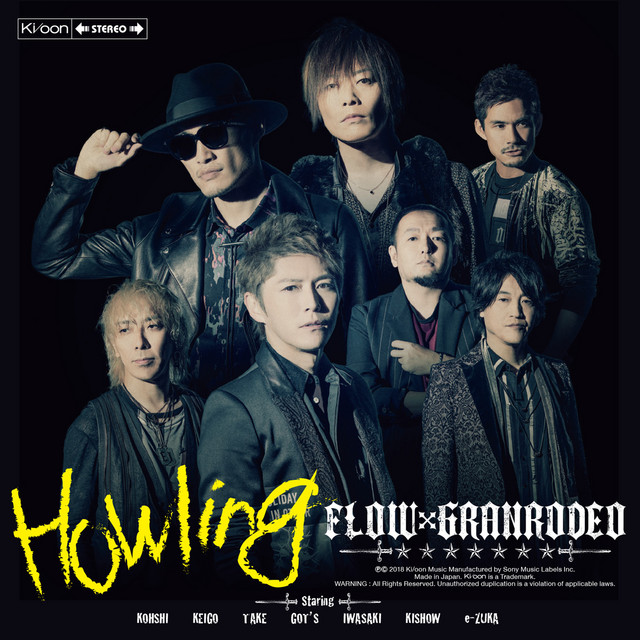 Ki/oon STEREO
Howling
FLOW×GRANRODEO
℗© 2018 Ki/oon Music Manufactured by Sony Music Labels Inc.
Made in Japan. Ki/oon is a Trademark.
WARNING : All Rights Reserved. Unauthorized duplication is a violation of applicable laws.
Staring
KOHSHI KEIGO TAKE GOT'S IWASAKI KISHOW e-ZUKA